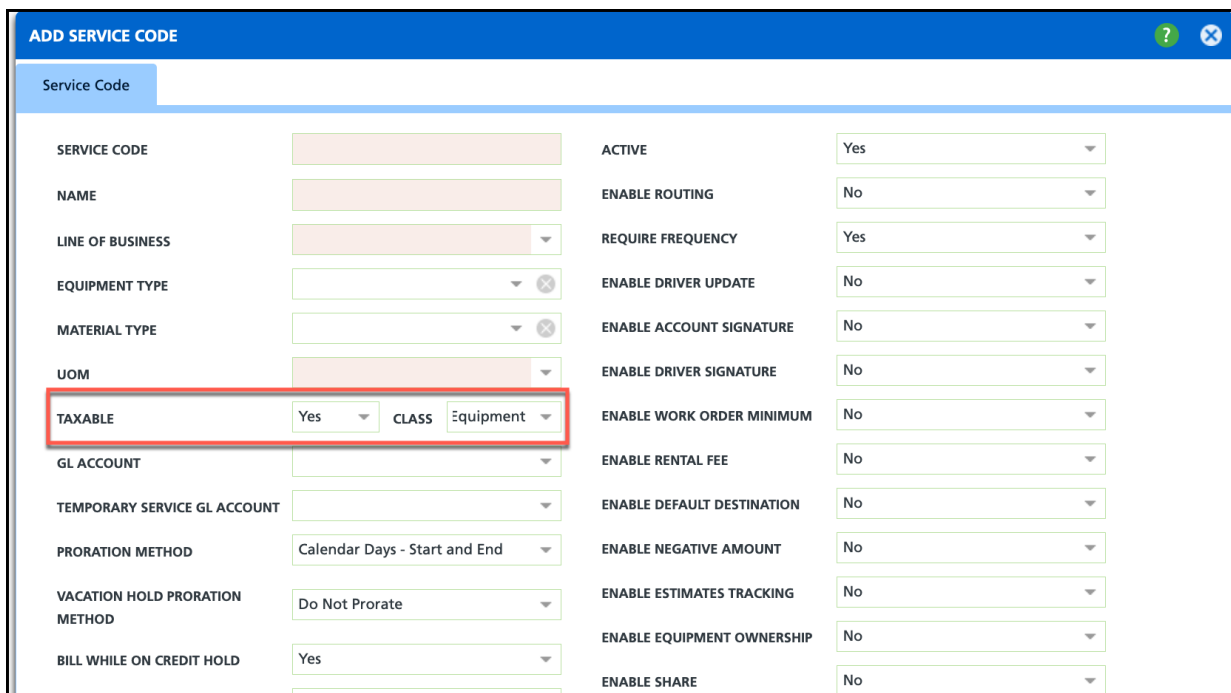 ADD SERVICE CODE
?
Service Code
SERVICE CODE
NAME
LINE OF BUSINESS
EQUIPMENT TYPE
MATERIAL TYPE
UOM
TAXABLE Yes CLASS Equipment
GL ACCOUNT
TEMPORARY SERVICE GL ACCOUNT
PRORATION METHOD Calendar Days - Start and End
VACATION HOLD PRORATION
METHOD Do Not Prorate
BILL WHILE ON CREDIT HOLD Yes
ACTIVE Yes
ENABLE ROUTING No
REQUIRE FREQUENCY Yes
ENABLE DRIVER UPDATE No
ENABLE ACCOUNT SIGNATURE No
ENABLE DRIVER SIGNATURE No
ENABLE WORK ORDER MINIMUM No
ENABLE RENTAL FEE No
ENABLE DEFAULT DESTINATION No
ENABLE NEGATIVE AMOUNT No
ENABLE ESTIMATES TRACKING No
ENABLE EQUIPMENT OWNERSHIP No
ENABLE SHARE No